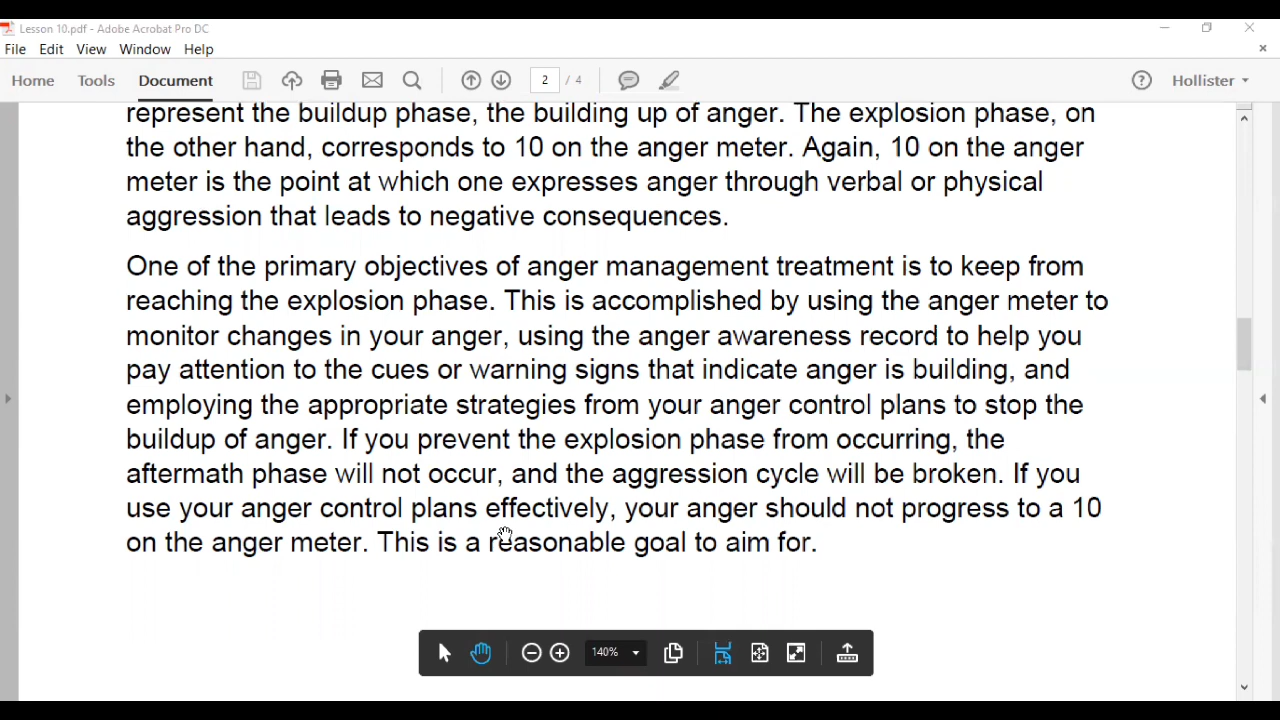 Lesson 10.pdf - Adobe Acrobat Pro DC
File Edit View Window Help
Home Tools Document 2 / 4 Hollister
represent the buildup phase, the building up of anger. The explosion phase, on
the other hand, corresponds to 10 on the anger meter. Again, 10 on the anger
meter is the point at which one expresses anger through verbal or physical
aggression that leads to negative consequences.
One of the primary objectives of anger management treatment is to keep from
reaching the explosion phase. This is accomplished by using the anger meter to
monitor changes in your anger, using the anger awareness record to help you
pay attention to the cues or warning signs that indicate anger is building, and
employing the appropriate strategies from your anger control plans to stop the
buildup of anger. If you prevent the explosion phase from occurring, the
aftermath phase will not occur, and the aggression cycle will be broken. If you
use your anger control plans effectively, your anger should not progress to a 10
on the anger meter. This is a reasonable goal to aim for.
140%